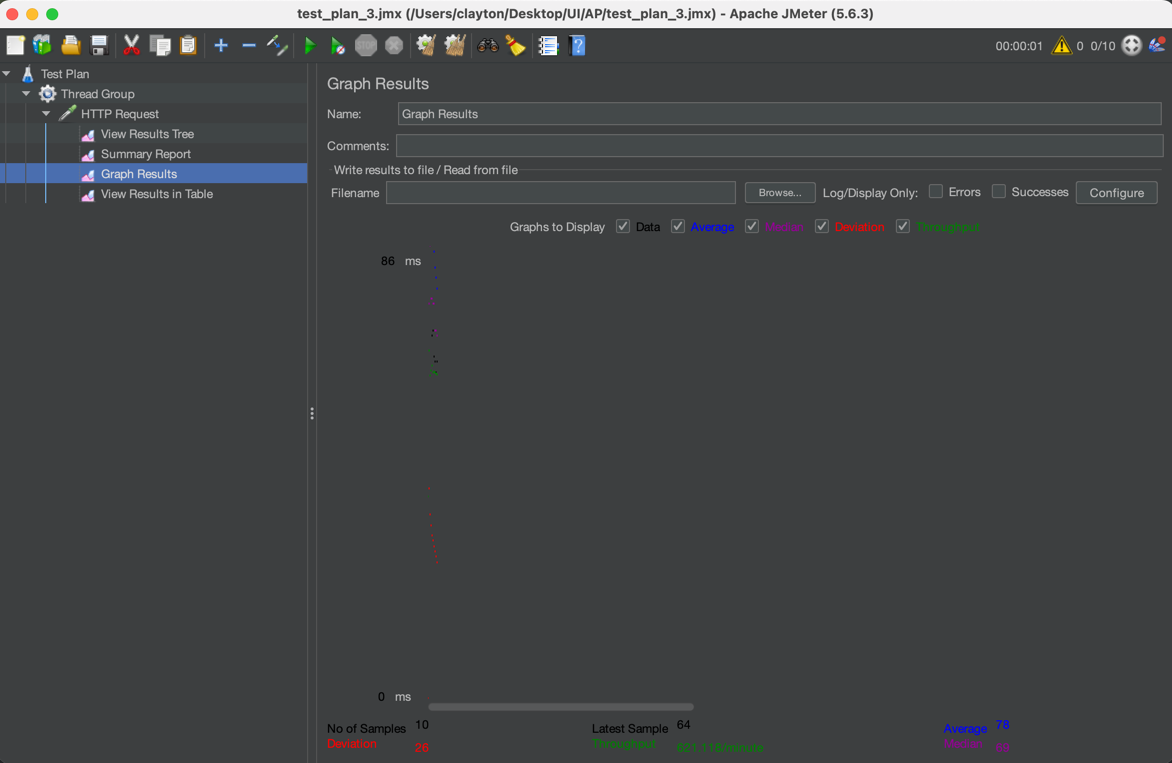 test_plan_3.jmx (/Users/clayton/Desktop/UI/AP/test_plan_3.jmx) - Apache JMeter (5.6.3)
STOP
00:00:01 0 0/10
Test Plan
Thread Group
HTTP Request
View Results Tree
Summary Report
Graph Results
View Results in Table
Graph Results
Name: Graph Results
Comments:
Write results to file / Read from file
Filename Browse... Log/Display Only: Errors Successes Configure
Graphs to Display Data Average Median Deviation Throughput
86 ms
0 ms
No of Samples 10 Latest Sample 64 Average 78
Deviation 26 Throughput 621.118/minute Median